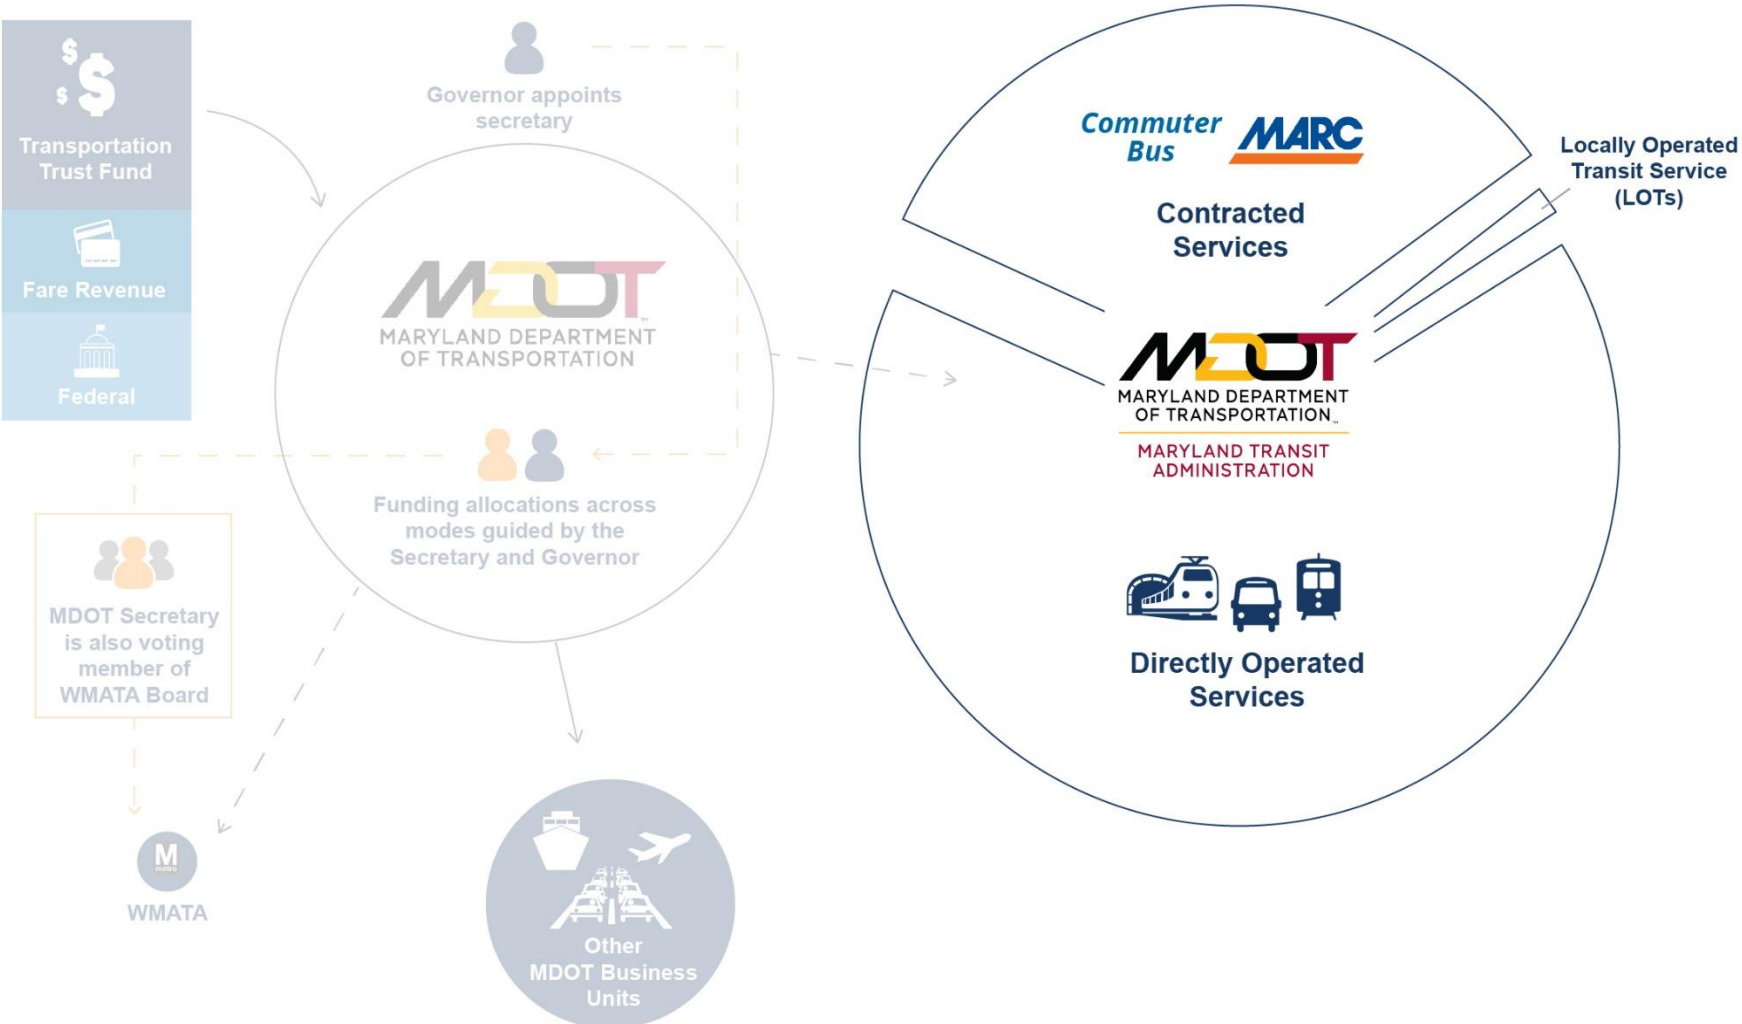 $
$
$
Transportation
Trust Fund
Fare Revenue
Federal
Governor appoints
secretary
MDOT
MARYLAND DEPARTMENT
OF TRANSPORTATION
Funding allocations across
modes guided by the
Secretary and Governor
MDOT Secretary
is also voting
member of
WMATA Board
M
metro
WMATA
Other
MDOT Business
Units
Commuter
Bus
MARC
Contracted
Services
Locally Operated
Transit Service
(LOTs)
MDOT
MARYLAND DEPARTMENT
OF TRANSPORTATION™
MARYLAND TRANSIT
ADMINISTRATION
Directly Operated
Services